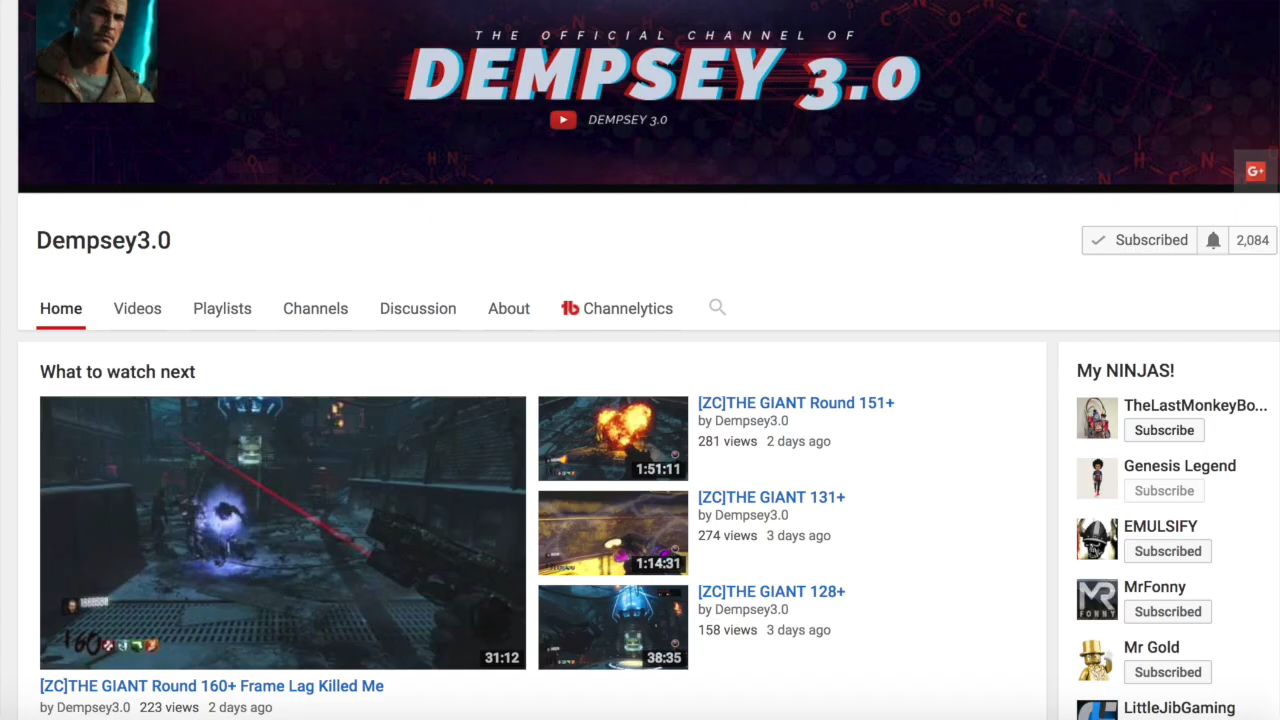 THE OFFICIAL CHANNEL OF
DEMPSEY 3.0
DEMPSEY 3.0
G+
Dempsey3.0
Subscribed 2,084
Home Videos Playlists Channels Discussion About Channelytics
What to watch next
160
31:12
[ZC]THE GIANT Round 160+ Frame Lag Killed Me
by Dempsey3.0 223 views 2 days ago
1:51:11
[ZC]THE GIANT Round 151+
by Dempsey3.0
281 views 2 days ago
1:14:31
[ZC]THE GIANT 131+
by Dempsey3.0
274 views 3 days ago
38:35
[ZC]THE GIANT 128+
by Dempsey3.0
158 views 3 days ago
My NINJAS!
TheLastMonkeyBo...
Subscribe
Genesis Legend
Subscribe
EMULSIFY
Subscribed
MR
FONNY
MrFonny
Subscribed
Mr Gold
Subscribed
LittleJibGaming